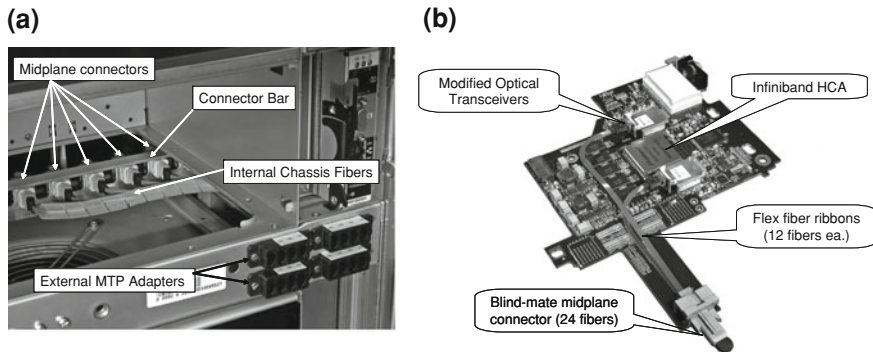 (a)
Midplane connectors
Connector Bar
Internal Chassis Fibers
External MTP Adapters
(b)
Modified Optical
Transceivers
Infiniband HCA
Flex fiber ribbons
(12 fibers ea.)
Blind-mate midplane
connector (24 fibers)